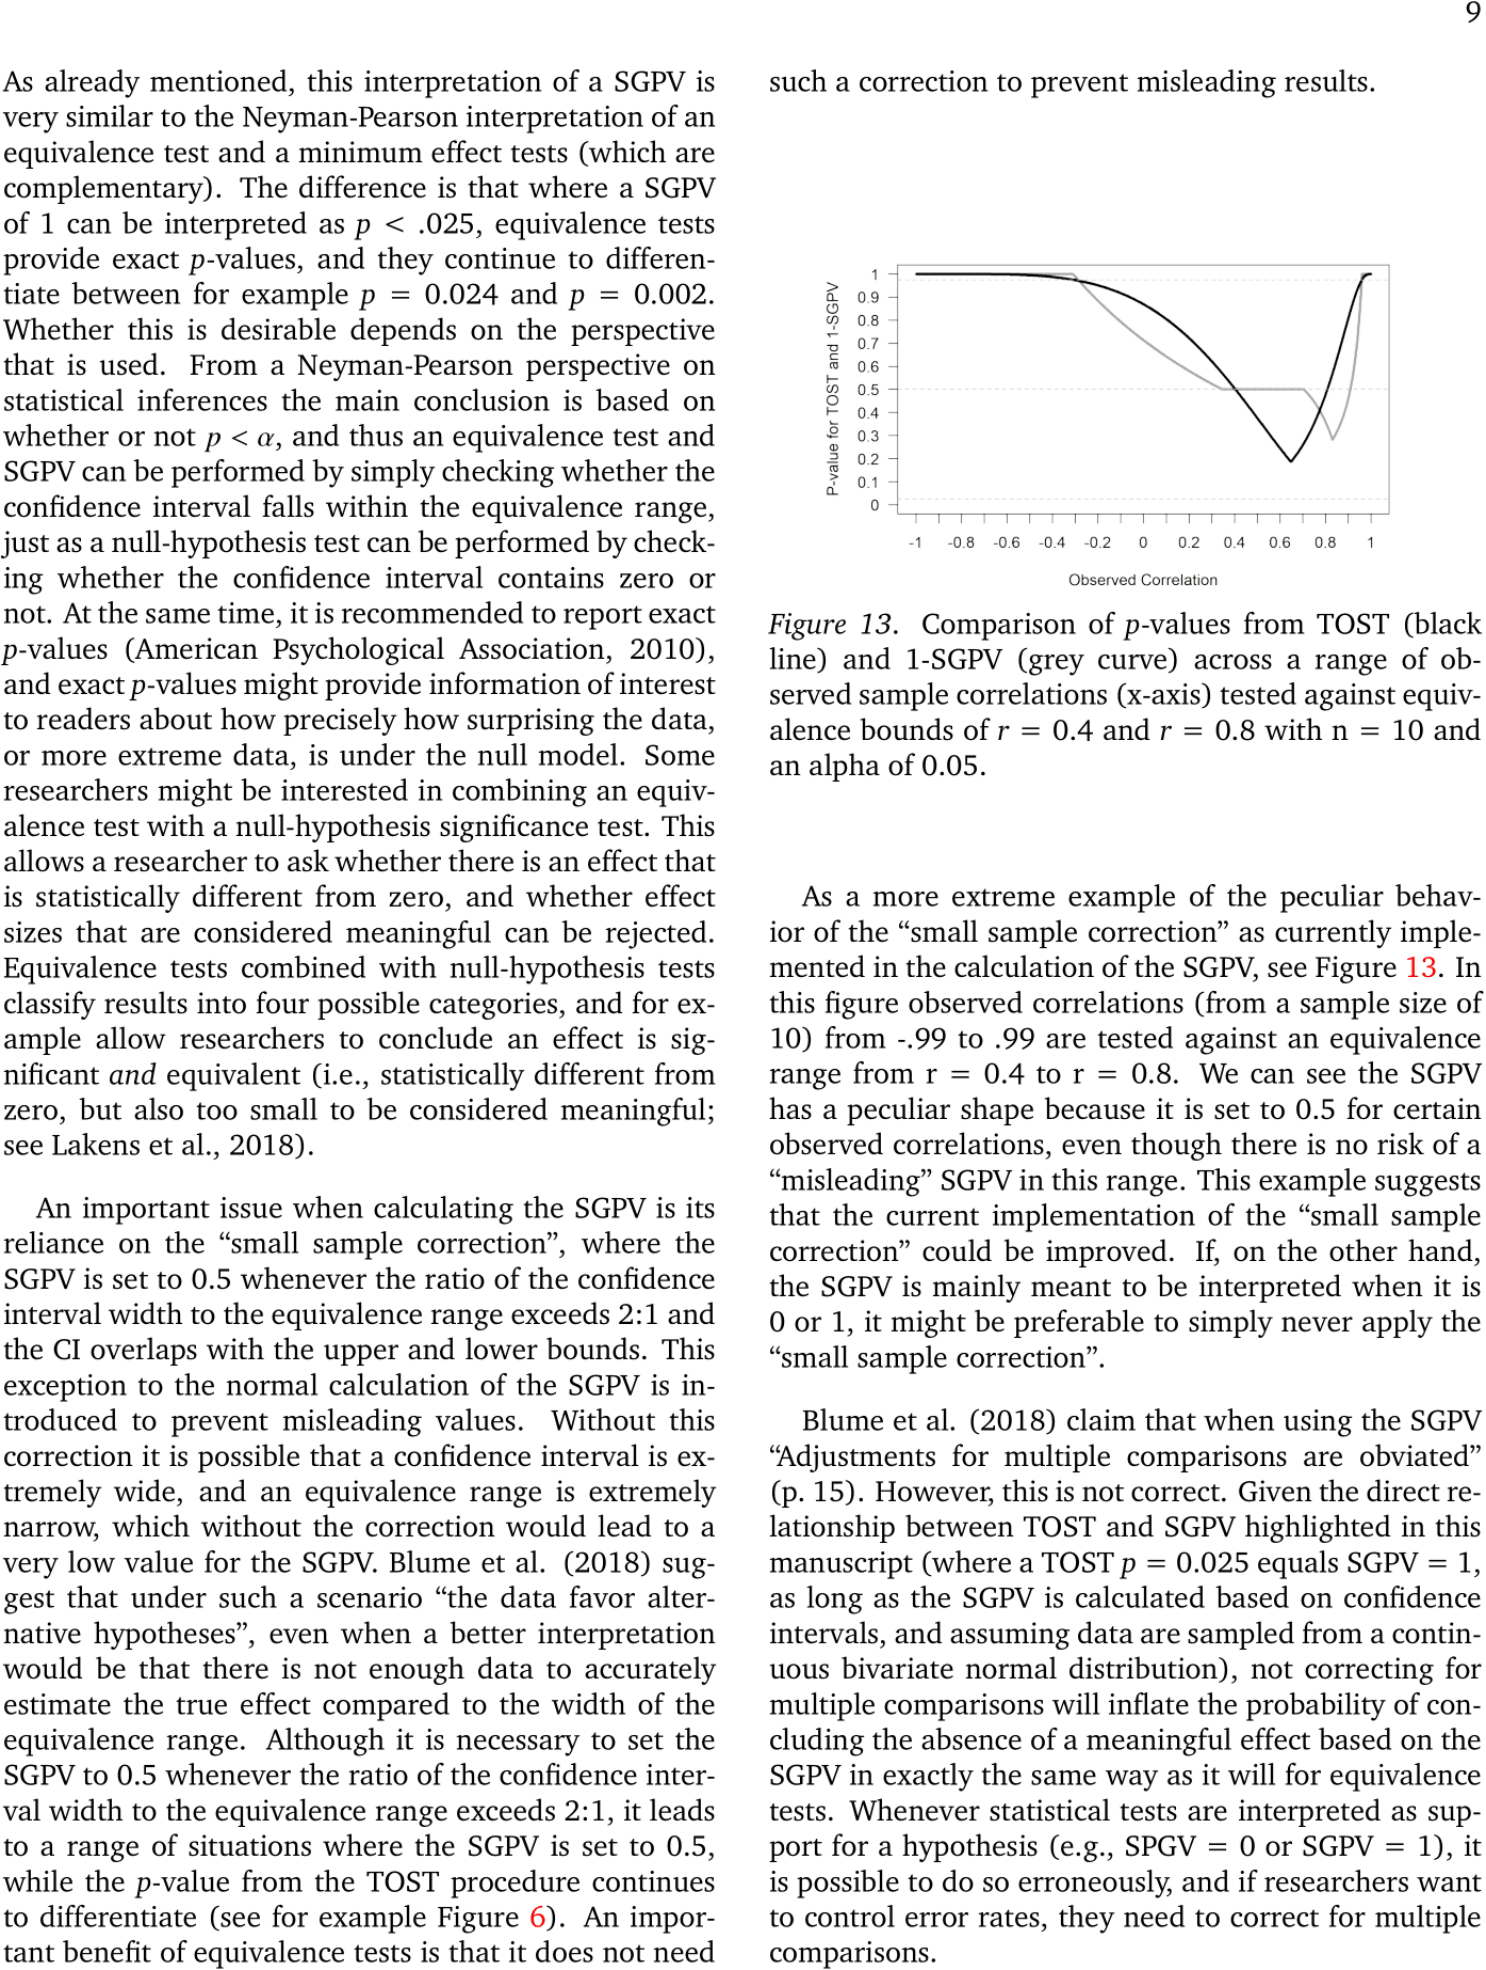 9
As already mentioned, this interpretation of a SGPV is
very similar to the Neyman-Pearson interpretation of an
equivalence test and a minimum effect tests (which are
complementary). The difference is that where a SGPV
of 1 can be interpreted as p < .025, equivalence tests
provide exact p-values, and they continue to differen-
tiate between for example p = 0.024 and p = 0.002.
Whether this is desirable depends on the perspective
that is used. From a Neyman-Pearson perspective on
statistical inferences the main conclusion is based on
whether or not p < α, and thus an equivalence test and
SGPV can be performed by simply checking whether the
confidence interval falls within the equivalence range,
just as a null-hypothesis test can be performed by check-
ing whether the confidence interval contains zero or
not. At the same time, it is recommended to report exact
p-values (American Psychological Association, 2010),
and exact p-values might provide information of interest
to readers about how precisely how surprising the data,
or more extreme data, is under the null model. Some
researchers might be interested in combining an equiv-
alence test with a null-hypothesis significance test. This
allows a researcher to ask whether there is an effect that
is statistically different from zero, and whether effect
sizes that are considered meaningful can be rejected.
Equivalence tests combined with null-hypothesis tests
classify results into four possible categories, and for ex-
ample allow researchers to conclude an effect is sig-
nificant and equivalent (i.e., statistically different from
zero, but also too small to be considered meaningful;
see Lakens et al., 2018).
An important issue when calculating the SGPV is its
reliance on the “small sample correction”, where the
SGPV is set to 0.5 whenever the ratio of the confidence
interval width to the equivalence range exceeds 2:1 and
the CI overlaps with the upper and lower bounds. This
exception to the normal calculation of the SGPV is in-
troduced to prevent misleading values. Without this
correction it is possible that a confidence interval is ex-
tremely wide, and an equivalence range is extremely
narrow, which without the correction would lead to a
very low value for the SGPV. Blume et al. (2018) sug-
gest that under such a scenario “the data favor alter-
native hypotheses”, even when a better interpretation
would be that there is not enough data to accurately
estimate the true effect compared to the width of the
equivalence range. Although it is necessary to set the
SGPV to 0.5 whenever the ratio of the confidence inter-
val width to the equivalence range exceeds 2:1, it leads
to a range of situations where the SGPV is set to 0.5,
while the p-value from the TOST procedure continues
to differentiate (see for example Figure 6). An impor-
tant benefit of equivalence tests is that it does not need
such a correction to prevent misleading results.
P-value for TOST and 1-SGPV
1
0.9
0.8
0.7
0.6
0.5
0.4
0.3
0.2
0.1
0
-1 -0.8 -0.6 -0.4 -0.2 0 0.2 0.4 0.6 0.8 1
Observed Correlation
Figure 13. Comparison of p-values from TOST (black
line) and 1-SGPV (grey curve) across a range of ob-
served sample correlations (x-axis) tested against equiv-
alence bounds of r = 0.4 and r = 0.8 with n = 10 and
an alpha of 0.05.
As a more extreme example of the peculiar behav-
ior of the “small sample correction” as currently imple-
mented in the calculation of the SGPV, see Figure 13. In
this figure observed correlations (from a sample size of
10) from -.99 to .99 are tested against an equivalence
range from r = 0.4 to r = 0.8. We can see the SGPV
has a peculiar shape because it is set to 0.5 for certain
observed correlations, even though there is no risk of a
“misleading” SGPV in this range. This example suggests
that the current implementation of the “small sample
correction” could be improved. If, on the other hand,
the SGPV is mainly meant to be interpreted when it is
0 or 1, it might be preferable to simply never apply the
“small sample correction”.
Blume et al. (2018) claim that when using the SGPV
“Adjustments for multiple comparisons are obviated”
(p. 15). However, this is not correct. Given the direct re-
lationship between TOST and SGPV highlighted in this
manuscript (where a TOST p = 0.025 equals SGPV = 1,
as long as the SGPV is calculated based on confidence
intervals, and assuming data are sampled from a contin-
uous bivariate normal distribution), not correcting for
multiple comparisons will inflate the probability of con-
cluding the absence of a meaningful effect based on the
SGPV in exactly the same way as it will for equivalence
tests. Whenever statistical tests are interpreted as sup-
port for a hypothesis (e.g., SPGV = 0 or SGPV = 1), it
is possible to do so erroneously, and if researchers want
to control error rates, they need to correct for multiple
comparisons.